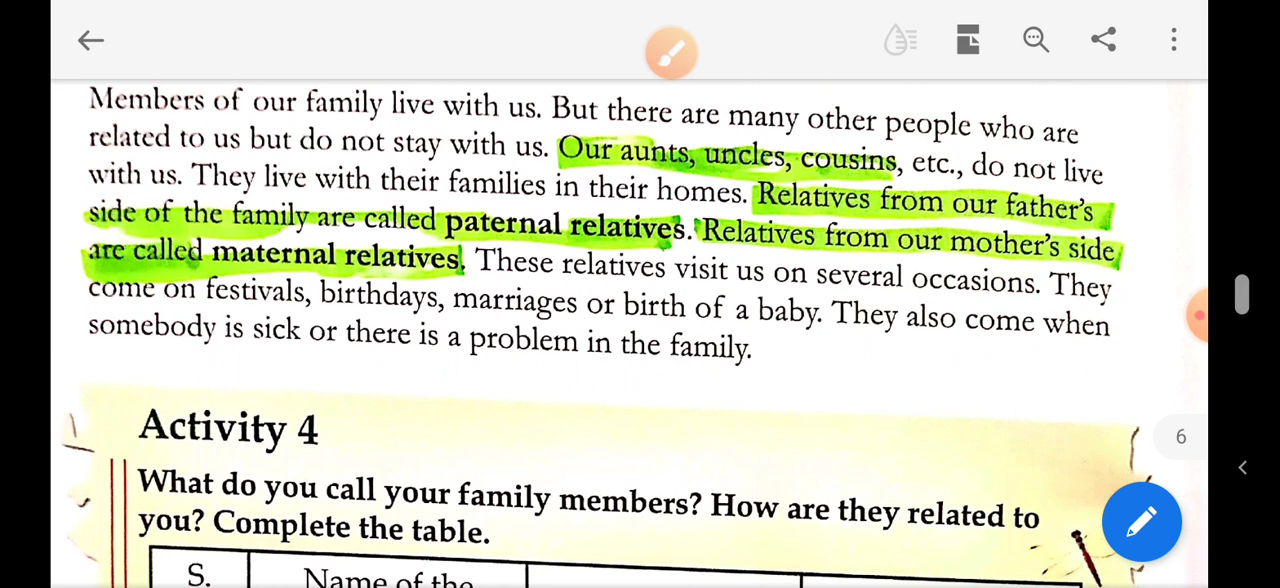 Members of our family live with us. But there are many other people who are
related to us but do not stay with us. Our aunts, uncles, cousins, etc., do not live
with us. They live with their families in their homes. Relatives from our father's
side of the family are called paternal relatives. Relatives from our mother's side
are called maternal relatives. These relatives visit us on several occasions. They
come on festivals, birthdays, marriages or birth of a baby. They also come when
somebody is sick or there is a problem in the family.
Activity 4
6
What do you call your family members? How are they related to
you? Complete the table.
S.
Name of the